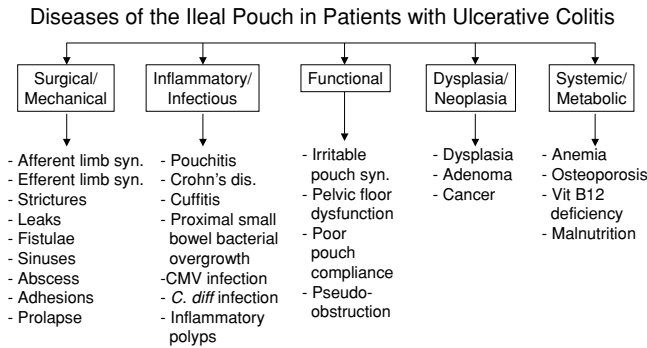 Diseases of the Ileal Pouch in Patients with Ulcerative Colitis
Surgical/
Mechanical
Inflammatory/
Infectious
Functional
Dysplasia/
Neoplasia
Systemic/
Metabolic
- Afferent limb syn.
- Efferent limb syn.
- Strictures
- Leaks
- Fistulae
- Sinuses
- Abscess
- Adhesions
- Prolapse
- Pouchitis
- Crohn's dis.
- Cuffitis
- Proximal small
bowel bacterial
overgrowth
-CMV infection
- C. diff infection
- Inflammatory
polyps
- Irritable
pouch syn.
- Pelvic floor
dysfunction
- Poor
pouch
compliance
- Pseudo-
obstruction
- Dysplasia
- Adenoma
- Cancer
- Anemia
- Osteoporosis
- Vit B12
deficiency
- Malnutrition